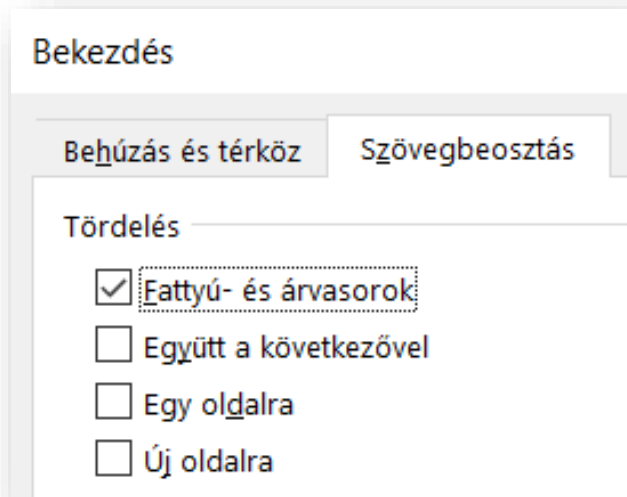 Bekezdés
Behúzás és térköz Szövegbeosztás
Tördelés
Fattyú- és árvasorok
Együtt a következővel
Egy oldalra
Új oldalra